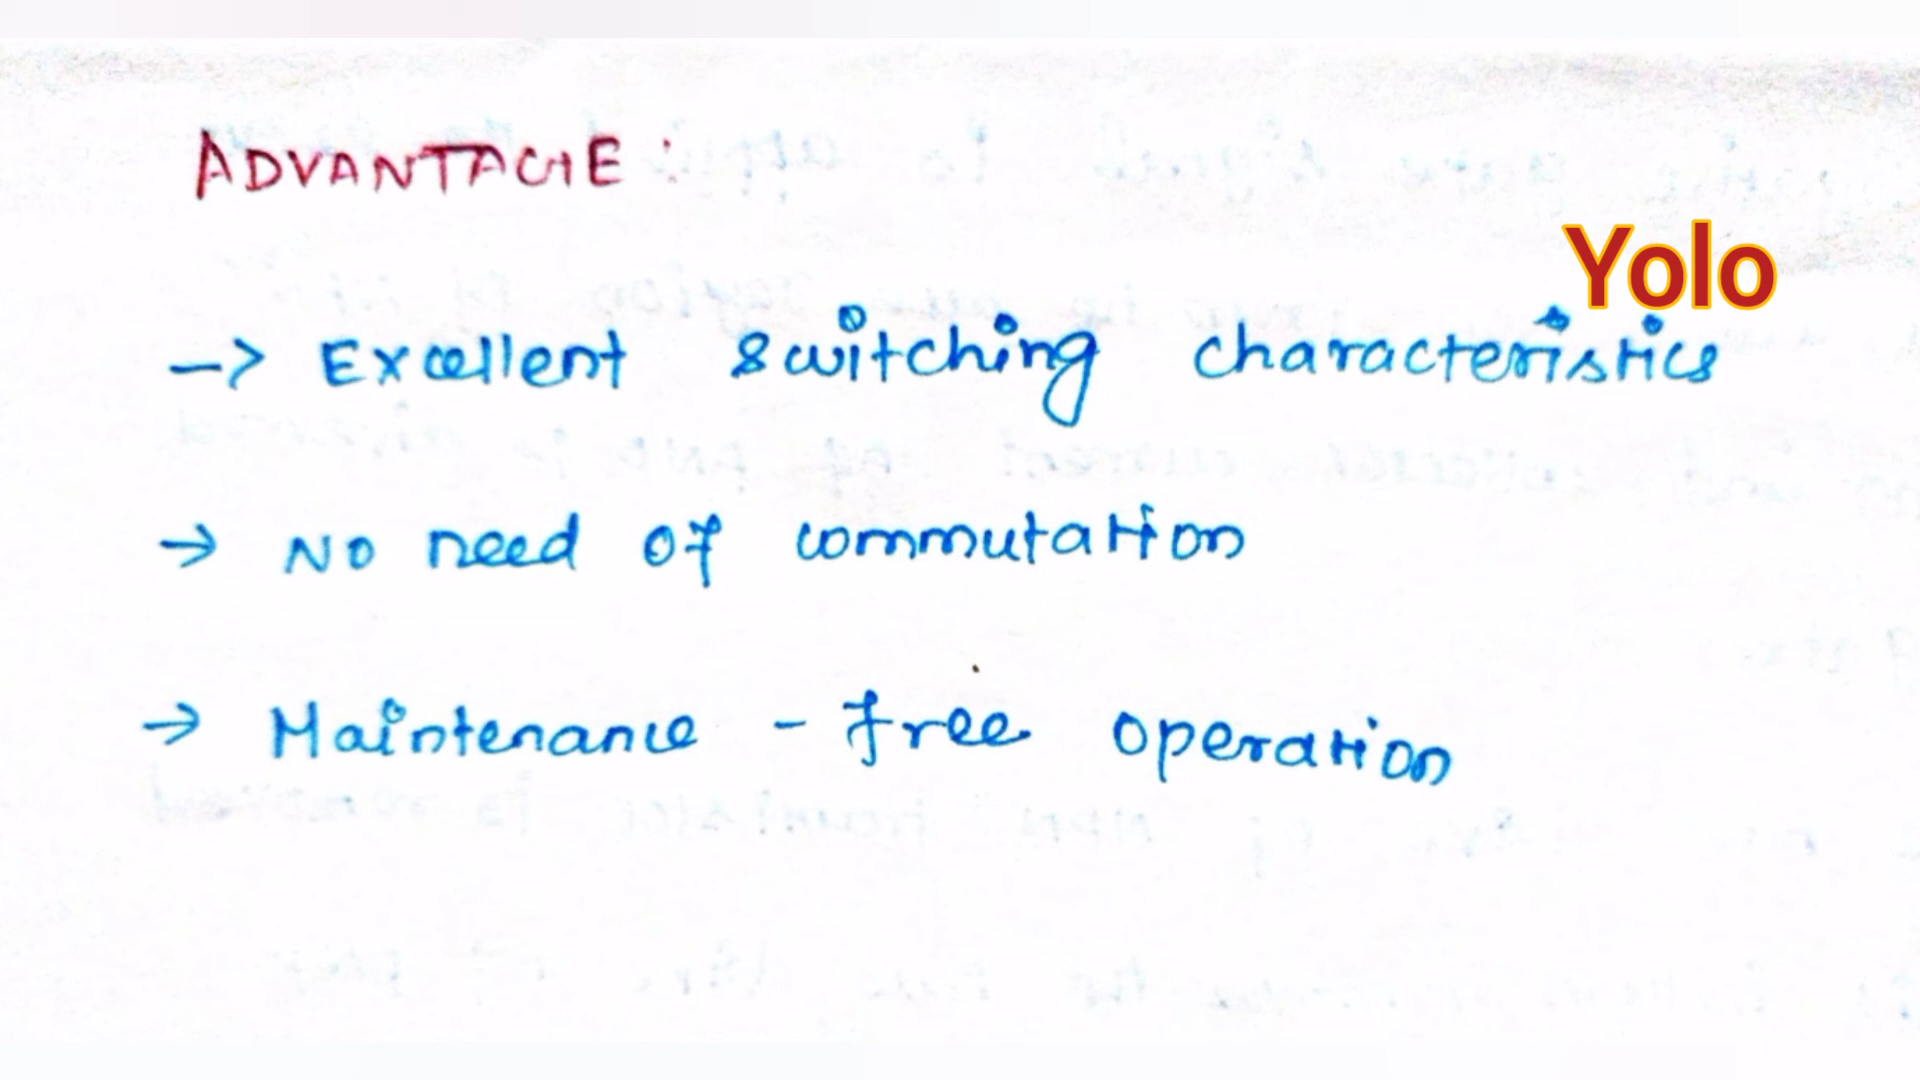 ADVANTAGE:
Yolo
-> Excellent switching characteristics
→ No need of commutation
→ Maintenance - free operation